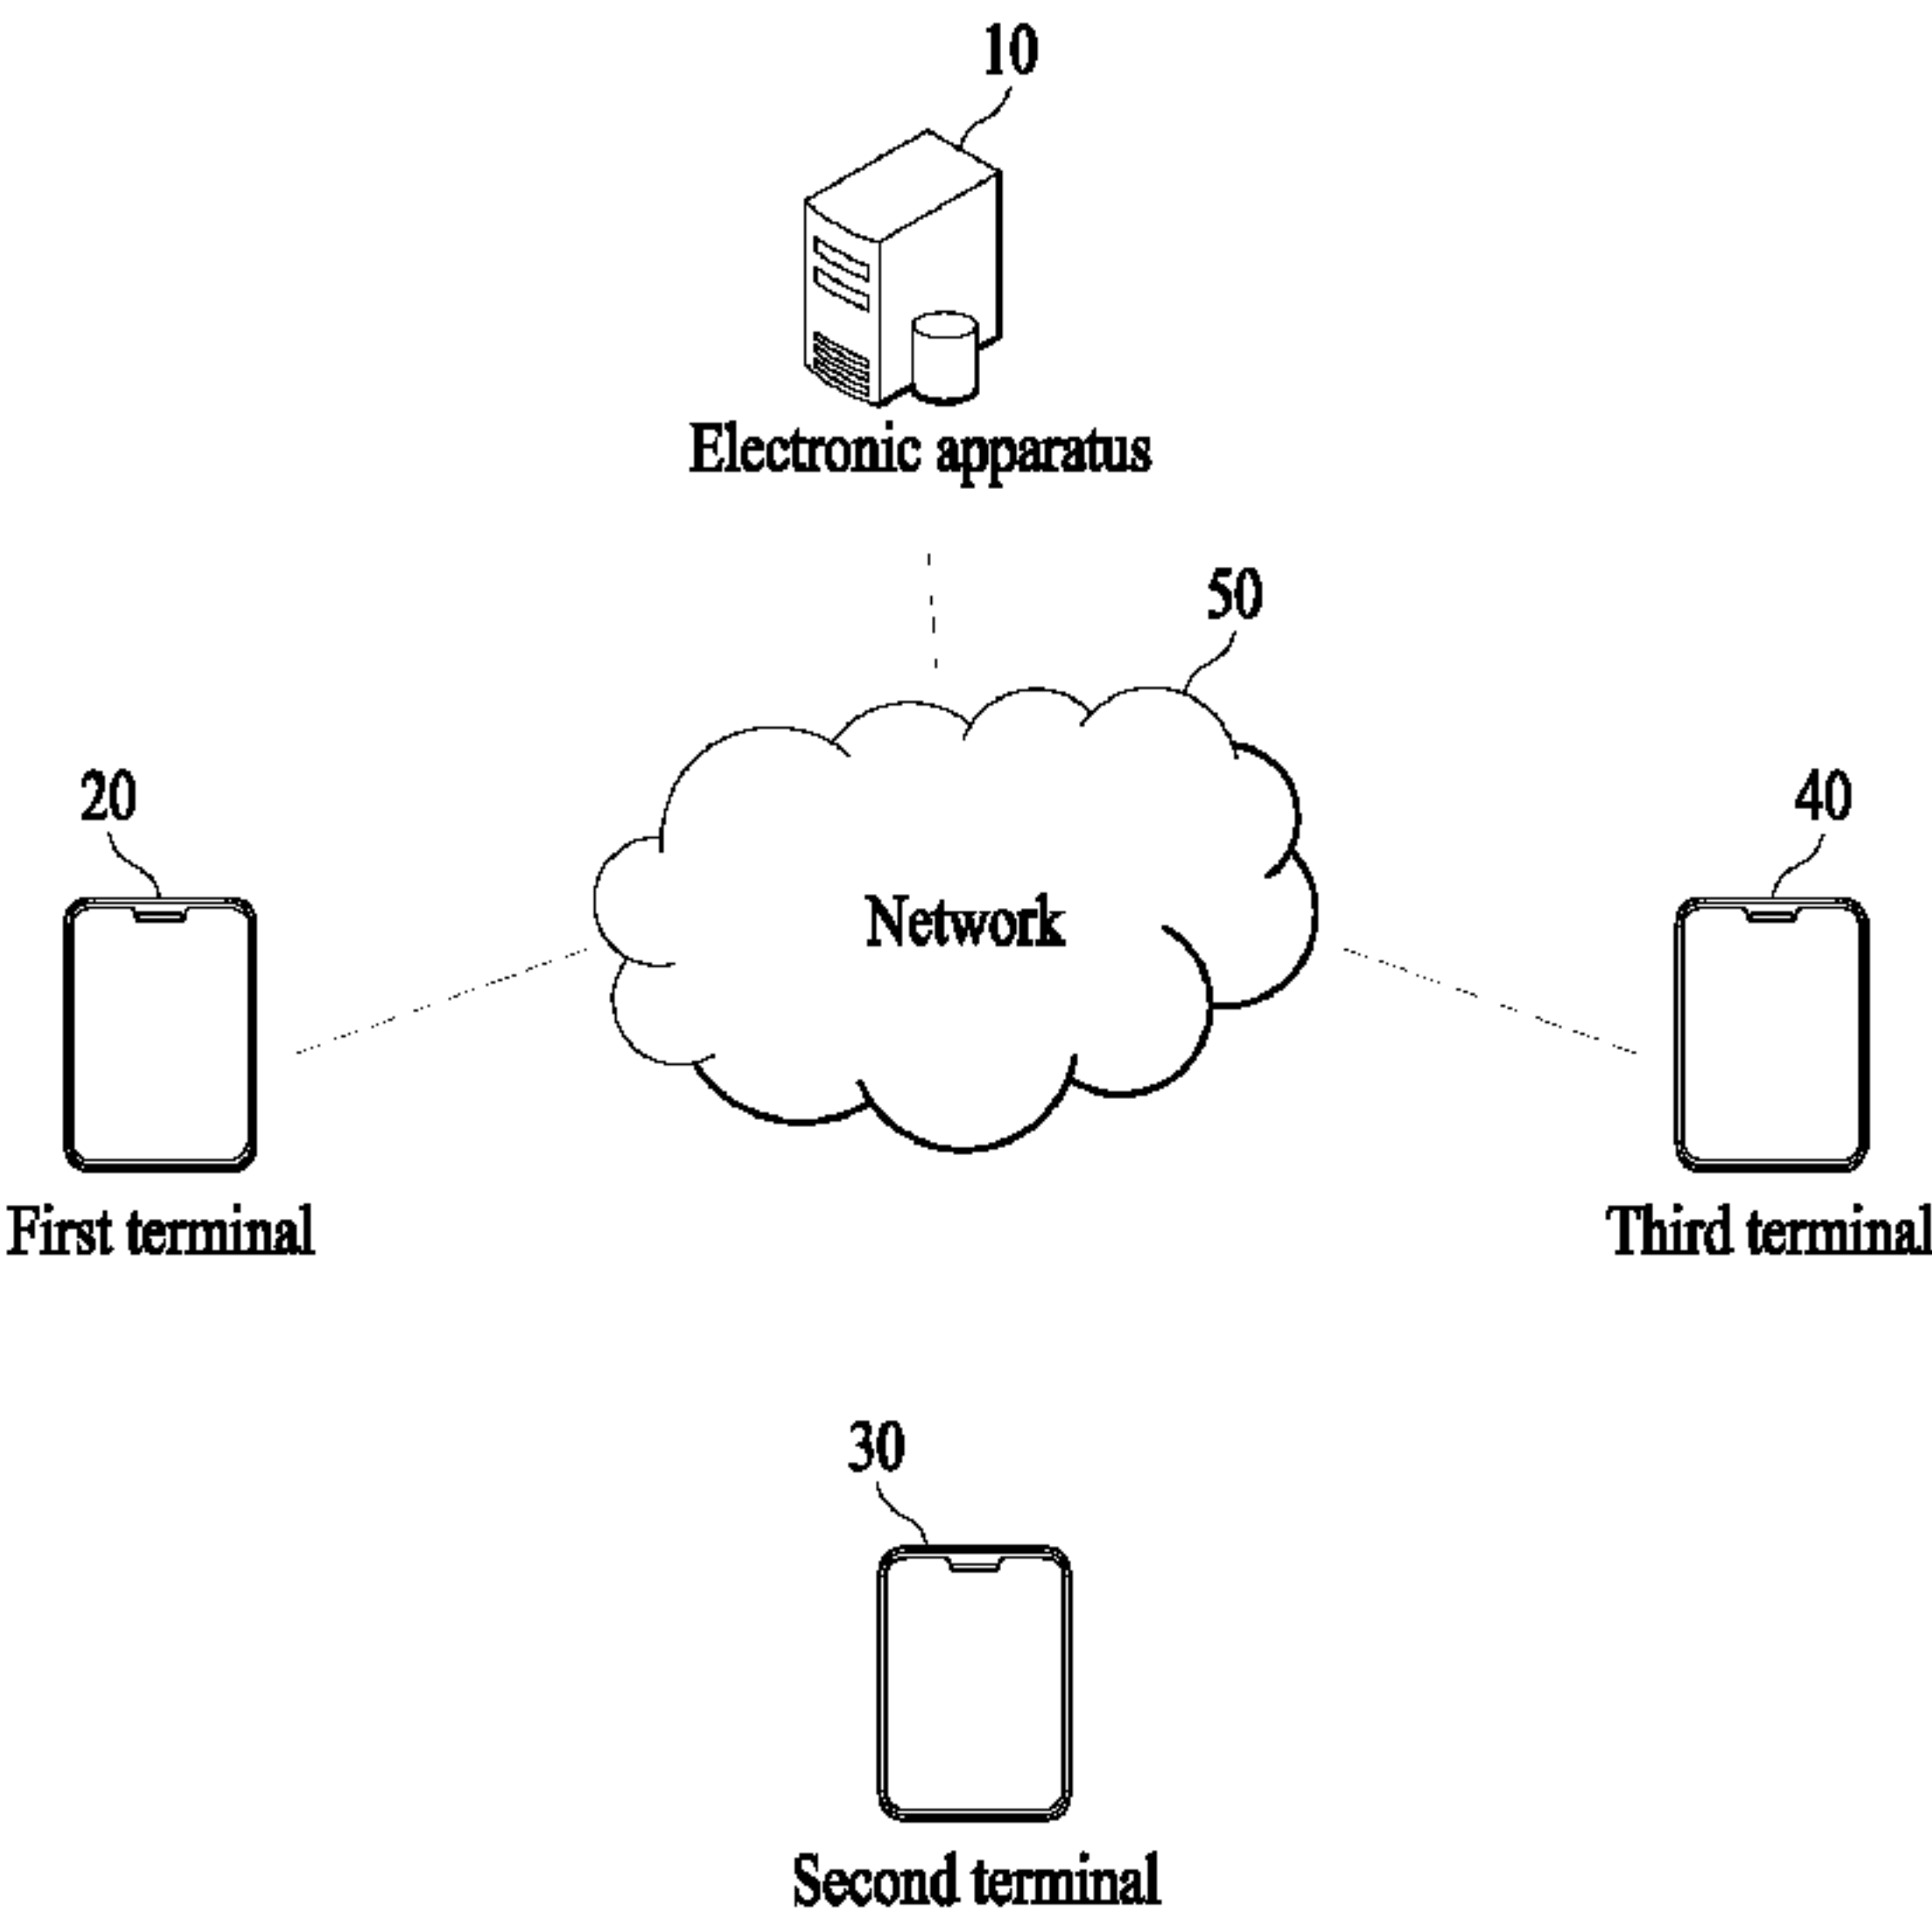 10
Electronic apparatus
50
20
40
Network
First terminal
Third terminal
30
Second terminal